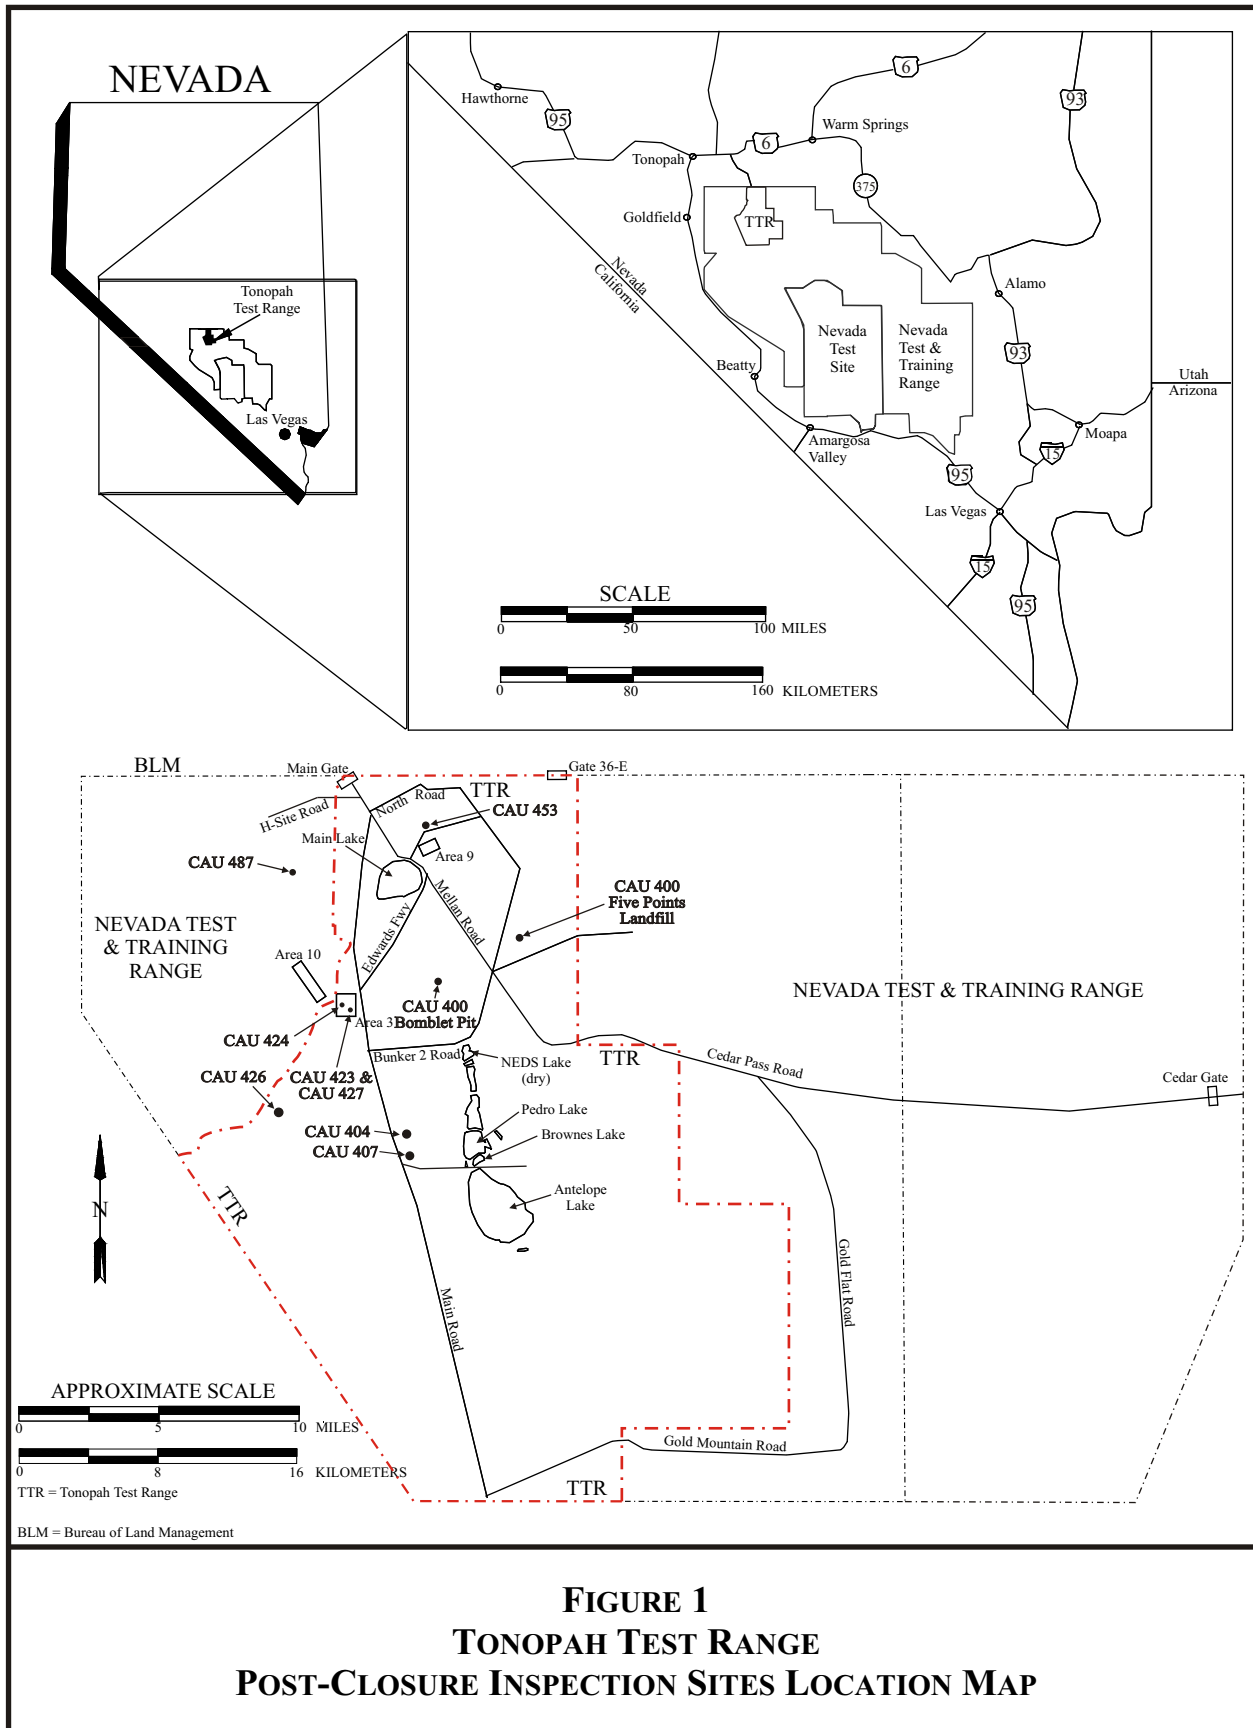 NEVADA
Tonopah
Test Range
Las Vegas
Hawthorne
95
6
93
Warm Springs
6
Tonopah
375
Goldfield
TTR
Nevada
California
Alamo
Nevada
Test
Site
Nevada
Test &
Training
Range
93
Beatty
Utah
Arizona
Amargosa
Valley
Moapa
15
95
Las Vegas
15
95
SCALE
0
50
100 MILES
0
80
160
KILOMETERS
BLM
Main Gate
Gate 36-E
TTR
North Road
H-Site Road
CAU 453
Main Lake
Area 9
CAU 487
CAU 400
Five Points
Landfill
Mellan Road
Edwards Fwy
NEVADA TEST
& TRAINING
RANGE
Area 10
NEVADA TEST & TRAINING RANGE
CAU 400
Bomblet Pit
Area 3
CAU 424
Bunker 2 Road
NEDS Lake
(dry)
TTR
Cedar Pass Road
Cedar Gate
CAU 426
CAU 423 &
CAU 427
Pedro Lake
CAU 404
Brownes Lake
CAU 407
N
TTR
Antelope
Lake
Gold Flat Road
Main Road
APPROXIMATE SCALE
0
5
10
MILES
0
8
16
KILOMETERS
Gold Mountain Road
TTR
TTR = Tonopah Test Range
BLM = Bureau of Land Management
FIGURE 1
TONOPAH TEST RANGE
POST-CLOSURE INSPECTION SITES LOCATION MAP